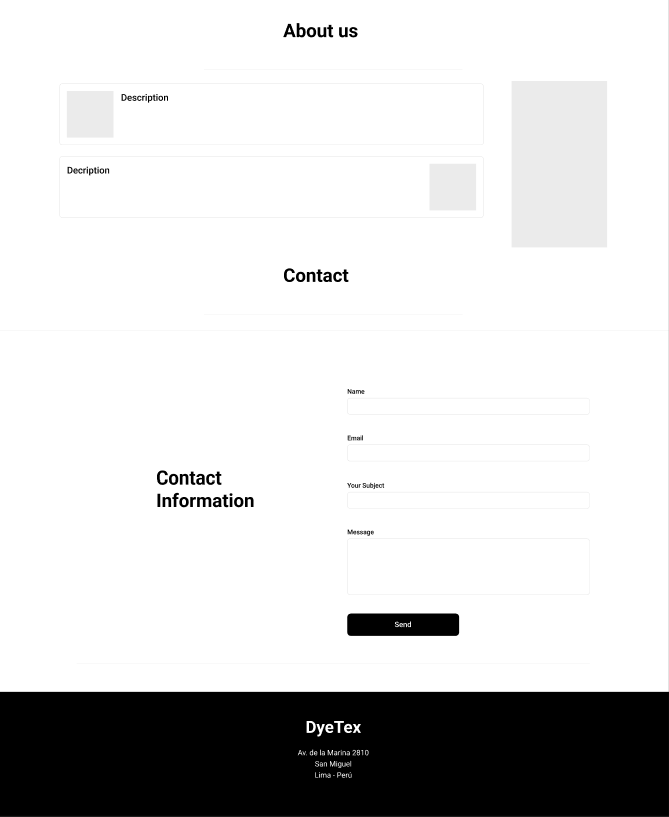 About us
Description
Decription
Contact
Name
Email
Contact
Information
Your Subject
Message
Send
DyeTex
Av. de la Marina 2810
San Miguel
Lima - Perú